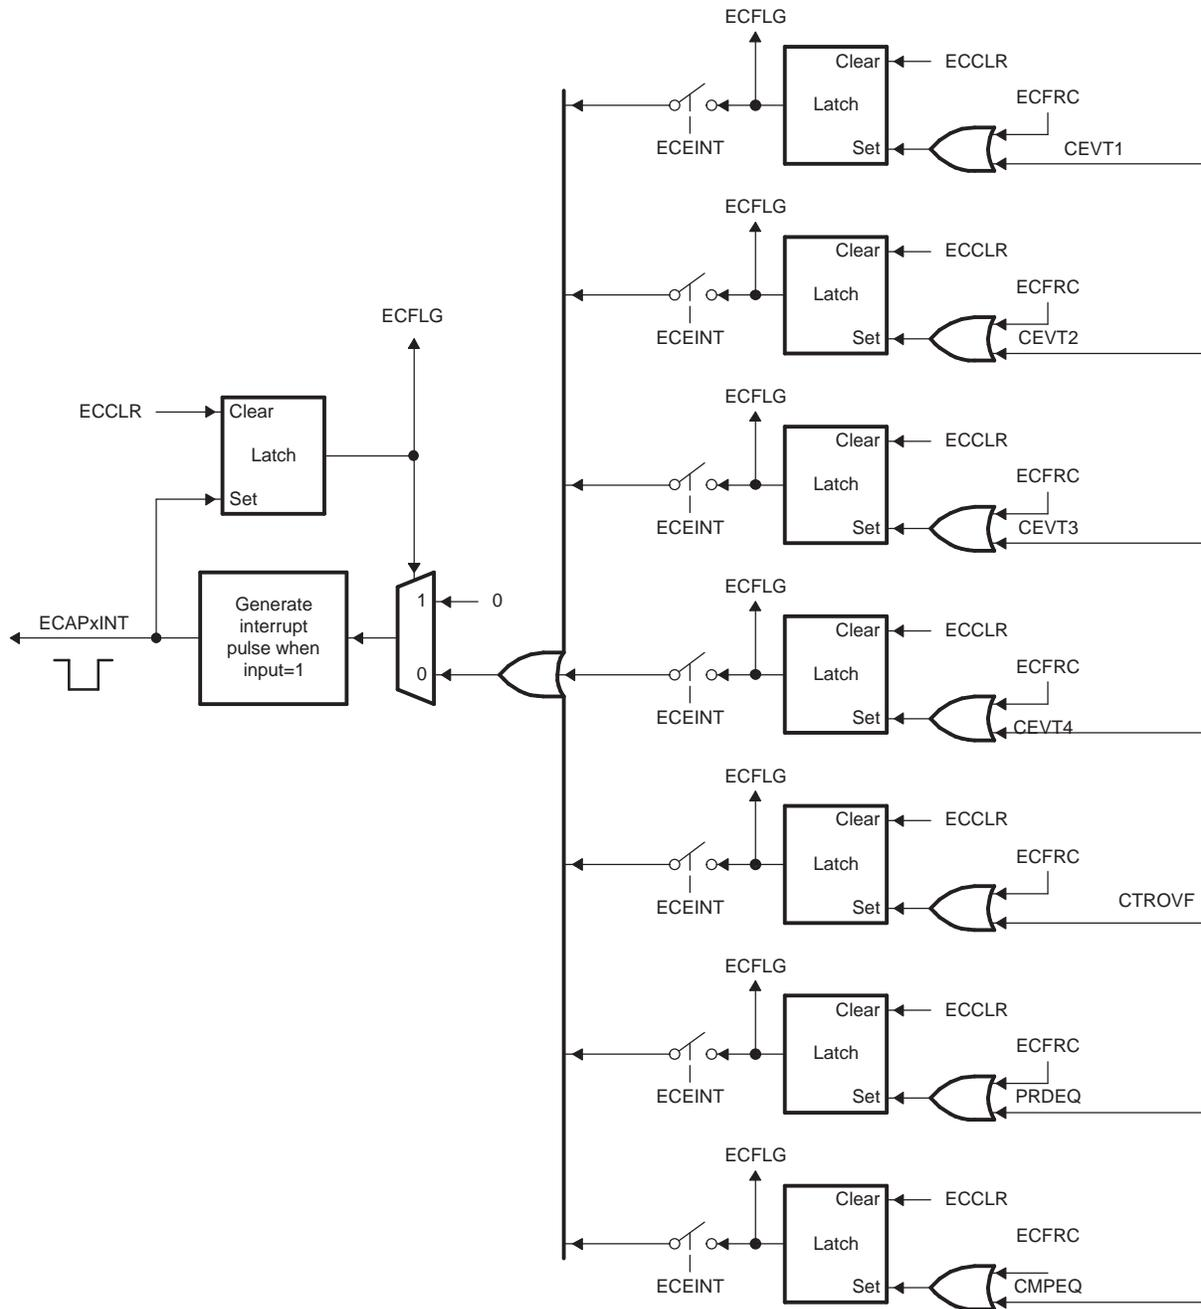 ECFLG
Clear
ECCLR
Latch
ECFRC
Set
ECEINT
CEVT1
ECFLG
Clear
ECCLR
Latch
ECFRC
Set
ECEINT
CEVT2
ECFLG
Clear
ECCLR
Latch
ECFRC
Set
ECEINT
CEVT3
ECFLG
ECCLR
Clear
Latch
Set
ECAPxINT
Generate
interrupt
pulse when
input=1
1
0
0
ECFLG
Clear
ECCLR
Latch
ECFRC
Set
ECEINT
CEVT4
ECFLG
Clear
ECCLR
Latch
ECFRC
Set
ECEINT
CTROVF
ECFLG
Clear
ECCLR
Latch
ECFRC
Set
ECEINT
PRDEQ
ECFLG
Clear
ECCLR
Latch
ECFRC
Set
ECEINT
CMPEQ